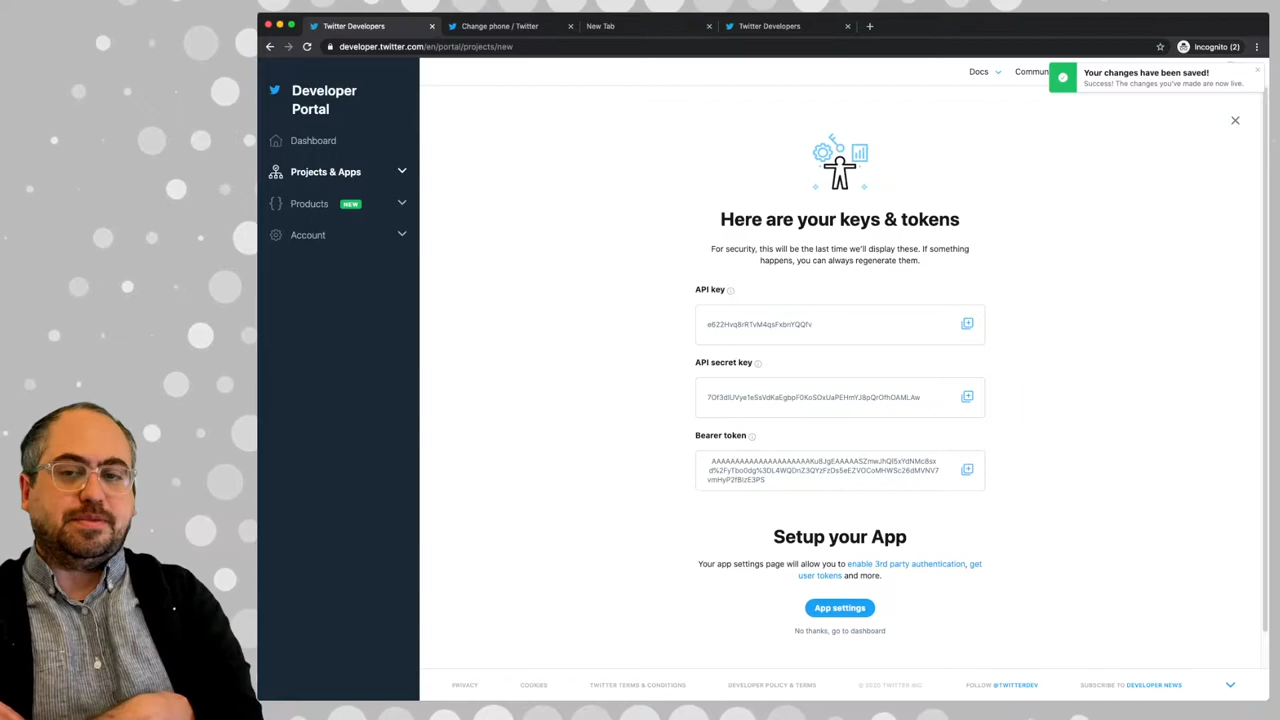 Twitter Developers
Change phone / Twitter
New Tab
Twitter Developers
developer.twitter.com/en/portal/projects/new
Incognito (2)
Developer
Portal
Dashboard
Projects & Apps
Products NEW
Account
Docs
Commun
Your changes have been saved!
Success! The changes you've made are now live.
Here are your keys & tokens
For security, this will be the last time we'll display these. If something
happens, you can always regenerate them.
API key
API secret key
Bearer token
Setup your App
Your app settings page will allow you to enable 3rd party authentication, get
user tokens and more.
App settings
No thanks, go to dashboard
PRIVACY
COOKIES
TWITTER TERMS & CONDITIONS
DEVELOPER POLICY & TERMS
© 2020 TWITTER INC.
FOLLOW @TWITTERDEV
SUBSCRIBE TO DEVELOPER NEWS